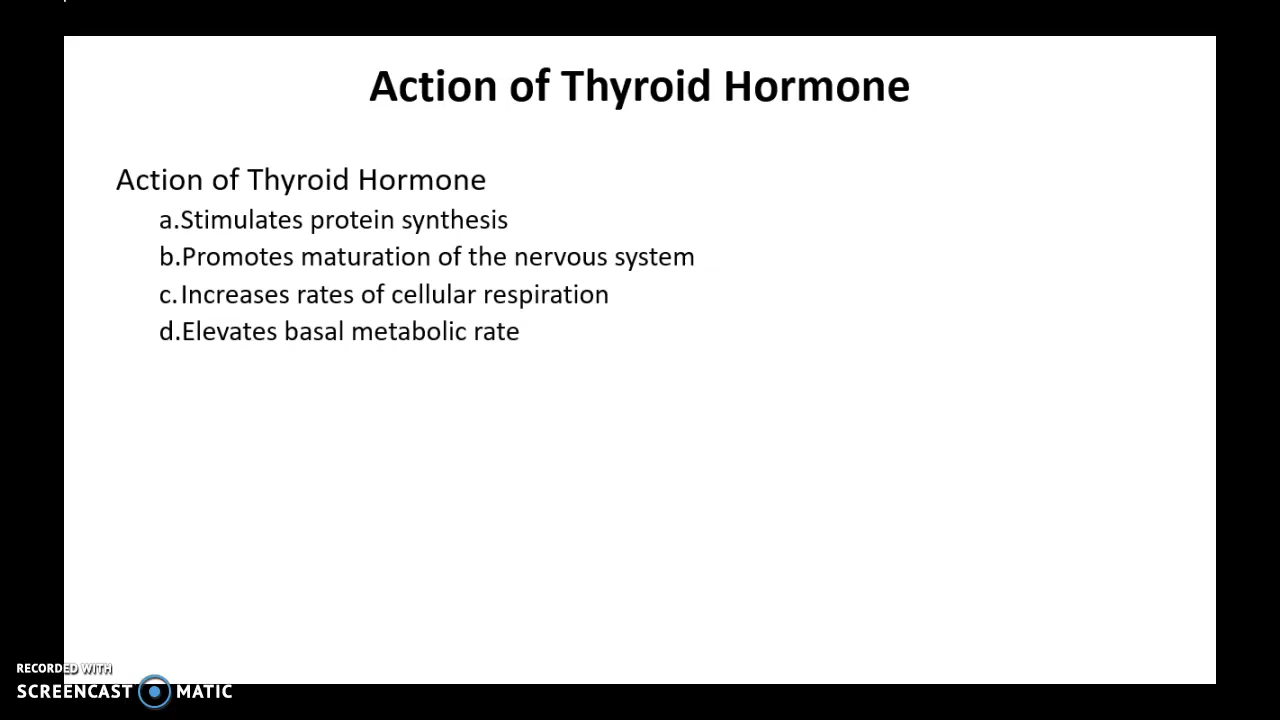 Action of Thyroid Hormone
Action of Thyroid Hormone
a.Stimulates protein synthesis
b.Promotes maturation of the nervous system
c.Increases rates of cellular respiration
d.Elevates basal metabolic rate
RECORDED WITH
SCREENCAST MATIC